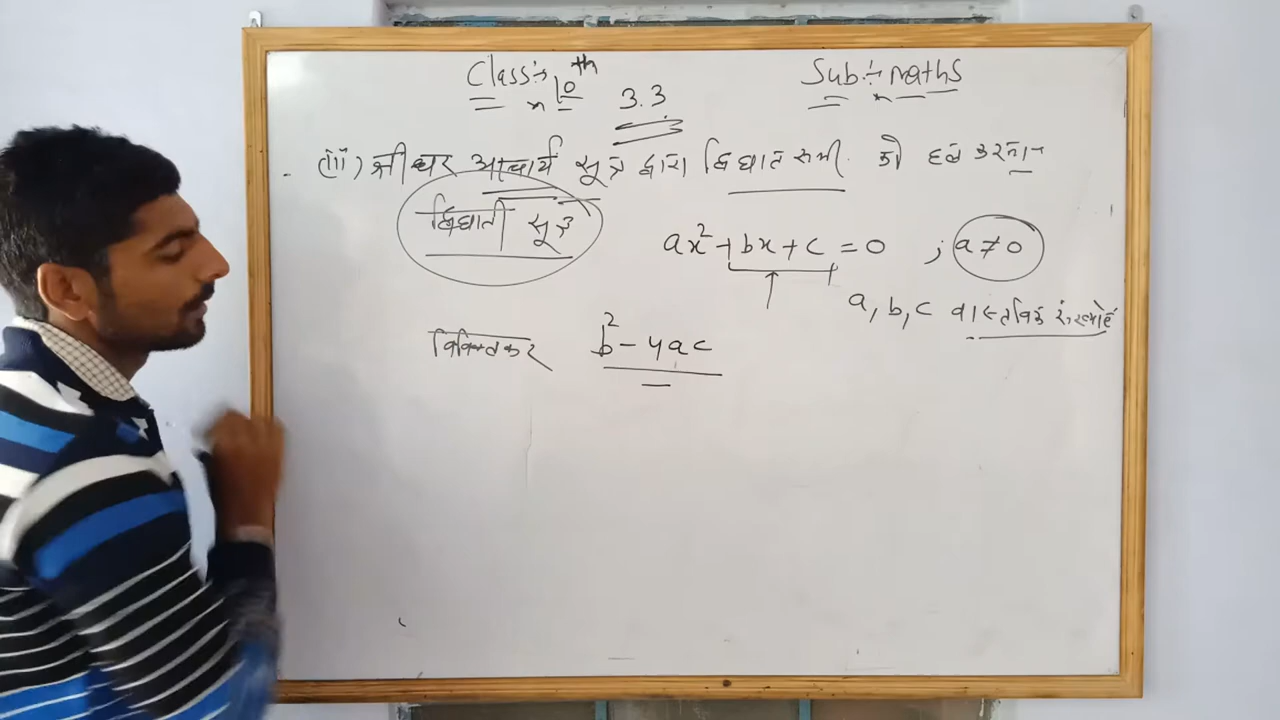 Class:- 10th
3.3
Sub:- maths
(iii) श्रीधर आचार्य सूत्र द्वारा द्विघात समी. को हल करना-
द्विघाती सूत्र
ax² + bx + c = 0 ; a ≠ 0
a, b, c वास्तविक संख्याहै
b² - 4ac